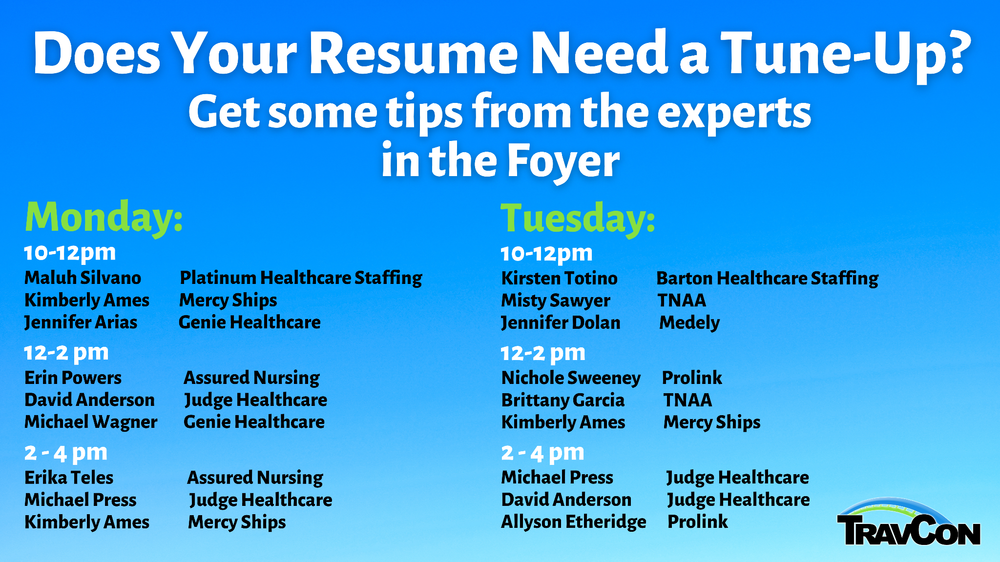 Does Your Resume Need a Tune-Up?
Get some tips from the experts
in the Foyer
Monday:
10-12pm
Maluh Silvano Platinum Healthcare Staffing
Kimberly Ames Mercy Ships
Jennifer Arias Genie Healthcare
12-2 pm
Erin Powers Assured Nursing
David Anderson Judge Healthcare
Michael Wagner Genie Healthcare
2 - 4 pm
Erika Teles Assured Nursing
Michael Press Judge Healthcare
Kimberly Ames Mercy Ships
Tuesday:
10-12pm
Kirsten Totino Barton Healthcare Staffing
Misty Sawyer TNAA
Jennifer Dolan Medely
12-2 pm
Nichole Sweeney Prolink
Brittany Garcia TNAA
Kimberly Ames Mercy Ships
2 - 4 pm
Michael Press Judge Healthcare
David Anderson Judge Healthcare
Allyson Etheridge Prolink
TRAVCON